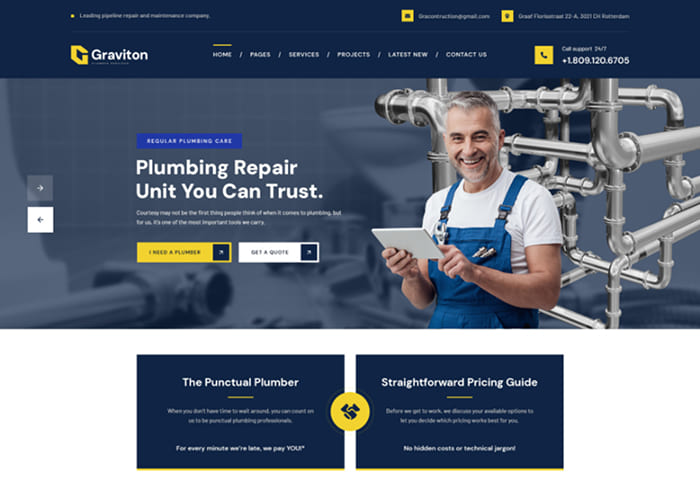 Leading pipeline repair and maintenance company.
Gracontruction@gmail.com
Graaf Florisstraat 22-A, 3021 CH Rotterdam
Graviton
HOME / PAGES / SERVICES / PROJECTS / LATEST NEW / CONTACT US
Call support 24/7
+1.809.120.6705
REGULAR PLUMBING CARE
Plumbing Repair
Unit You Can Trust.
Courtesy may not be the first thing people think of when it comes to plumbing, but
for us, it's one of the most important tools we carry.
I NEED A PLUMBER
GET A QUOTE
The Punctual Plumber
When you don't have time to wait around, you can count on
us to be punctual plumbing professionals.
For every minute we're late, we pay YOU!*
Straightforward Pricing Guide
Before we get to work, we discuss your available options to
let you decide which pricing works best for you.
No hidden costs or technical jargon!